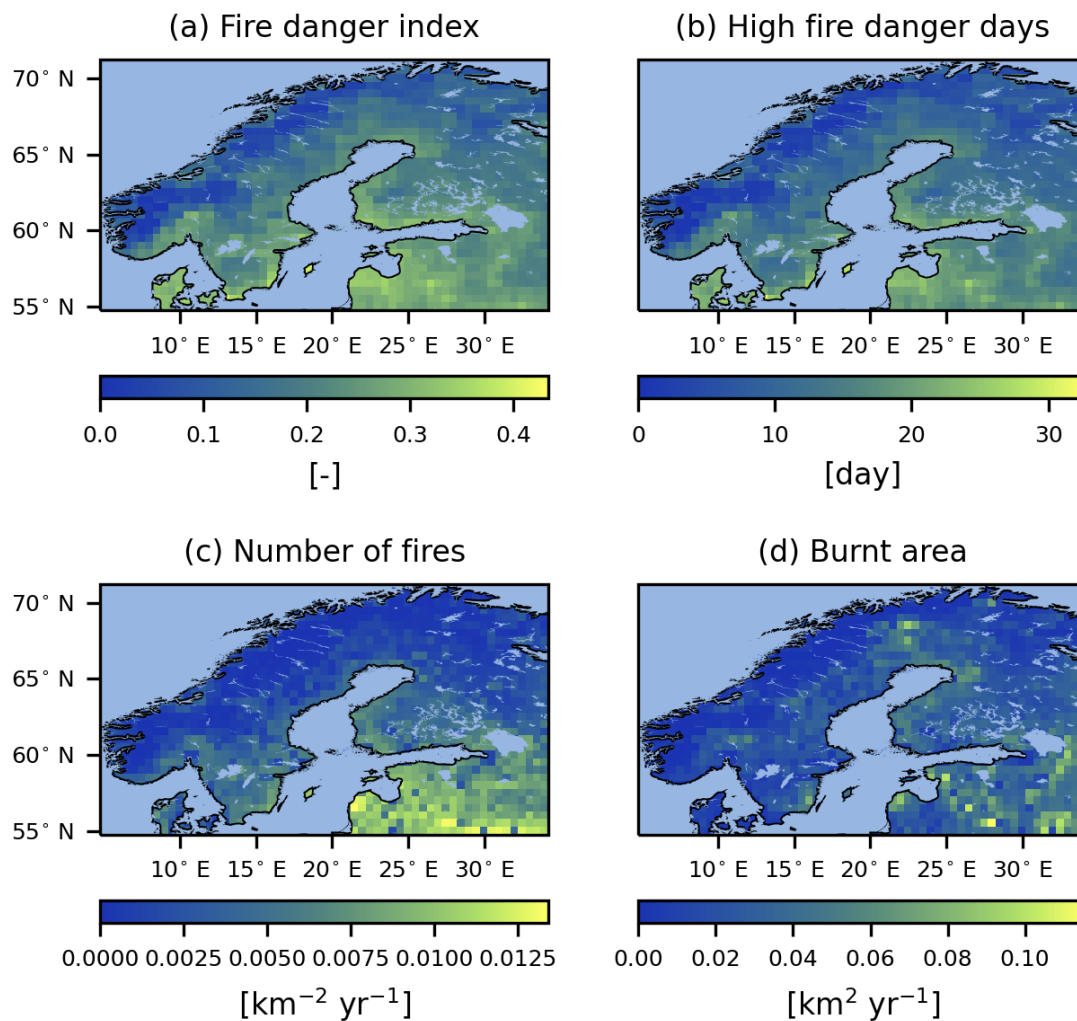 (a) Fire danger index (b) High fire danger days
70° N
65° N
60° N
55° N
10° E 15° E 20° E 25° E 30° E 10° E 15° E 20° E 25° E 30° E
0.0 0.1 0.2 0.3 0.4 0 10 20 30
[-] [day]
(c) Number of fires (d) Burnt area
70° N
65° N
60° N
55° N
10° E 15° E 20° E 25° E 30° E 10° E 15° E 20° E 25° E 30° E
0.0000 0.0025 0.0050 0.0075 0.0100 0.0125 0.00 0.02 0.04 0.06 0.08 0.10
[km⁻² yr⁻¹] [km² yr⁻¹]